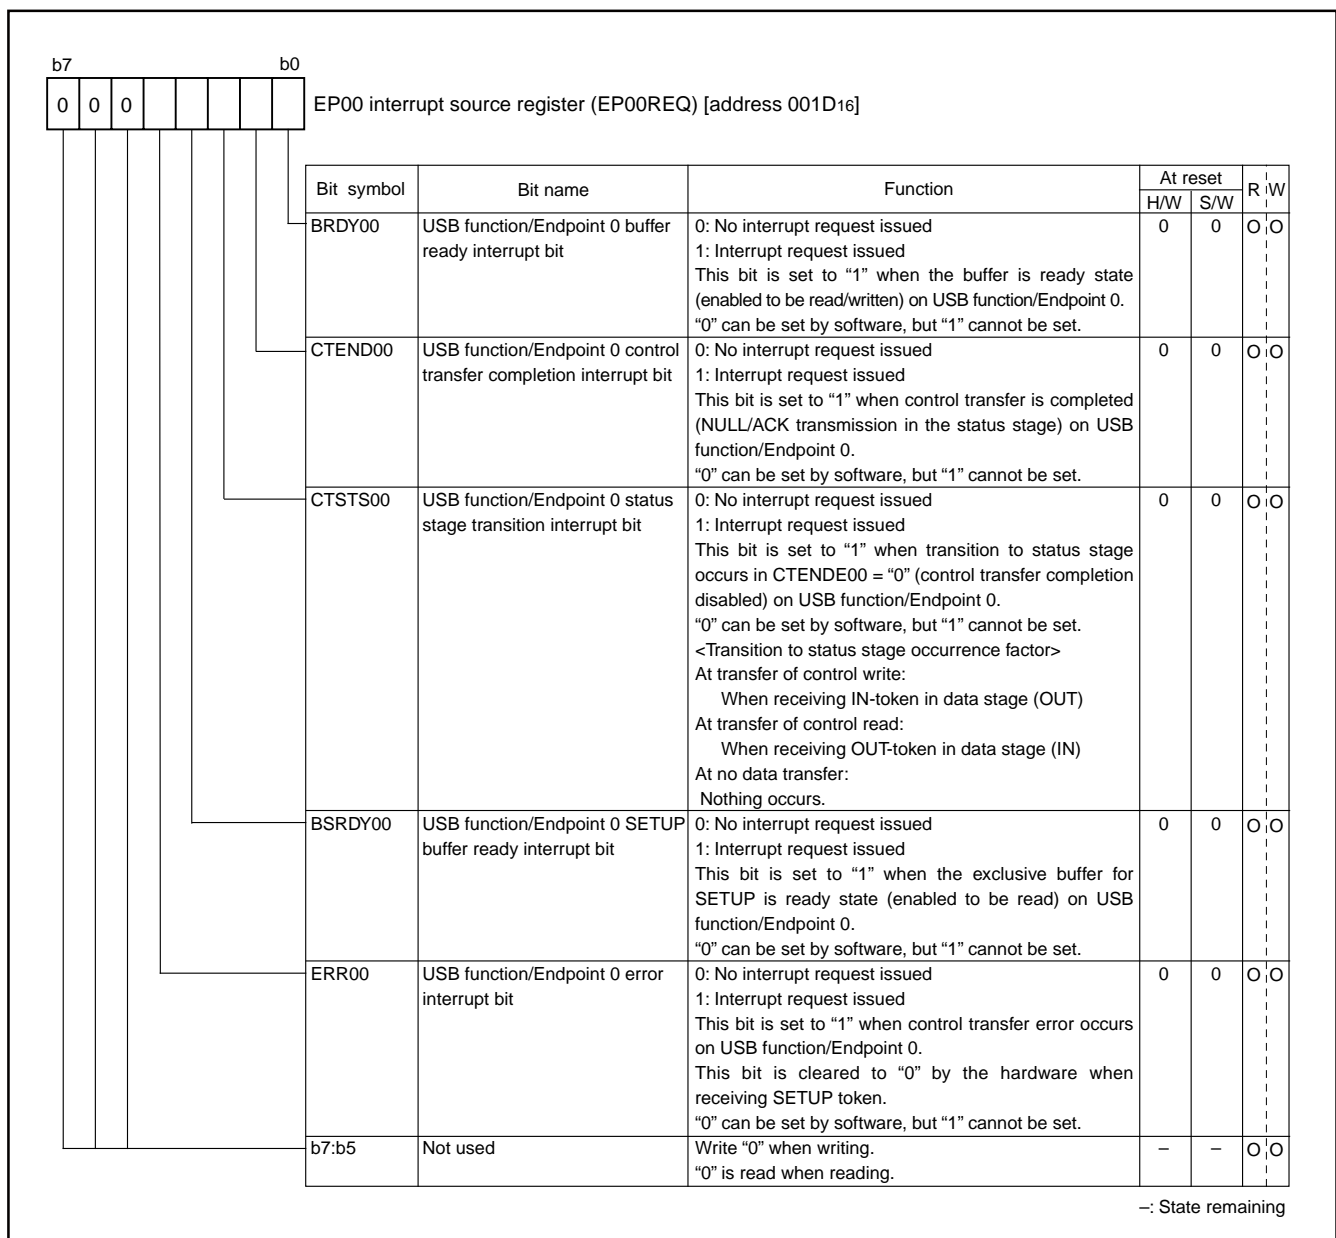 b7 b0
0 0 0
EP00 interrupt source register (EP00REQ) [address 001D16]
Bit symbol Bit name Function At reset R W
H/W S/W
BRDY00 USB function/Endpoint 0 buffer 0: No interrupt request issued 0 0 O O
ready interrupt bit 1: Interrupt request issued
This bit is set to “1” when the buffer is ready state
(enabled to be read/written) on USB function/Endpoint 0.
“0” can be set by software, but “1” cannot be set.
CTEND00 USB function/Endpoint 0 control 0: No interrupt request issued 0 0 O O
transfer completion interrupt bit 1: Interrupt request issued
This bit is set to “1” when control transfer is completed
(NULL/ACK transmission in the status stage) on USB
function/Endpoint 0.
“0” can be set by software, but “1” cannot be set.
CTSTS00 USB function/Endpoint 0 status 0: No interrupt request issued 0 0 O O
stage transition interrupt bit 1: Interrupt request issued
This bit is set to “1” when transition to status stage
occurs in CTENDE00 = “0” (control transfer completion
disabled) on USB function/Endpoint 0.
“0” can be set by software, but “1” cannot be set.
<Transition to status stage occurrence factor>
At transfer of control write:
When receiving IN-token in data stage (OUT)
At transfer of control read:
When receiving OUT-token in data stage (IN)
At no data transfer:
Nothing occurs.
BSRDY00 USB function/Endpoint 0 SETUP 0: No interrupt request issued 0 0 O O
buffer ready interrupt bit 1: Interrupt request issued
This bit is set to “1” when the exclusive buffer for
SETUP is ready state (enabled to be read) on USB
function/Endpoint 0.
“0” can be set by software, but “1” cannot be set.
ERR00 USB function/Endpoint 0 error 0: No interrupt request issued 0 0 O O
interrupt bit 1: Interrupt request issued
This bit is set to “1” when control transfer error occurs
on USB function/Endpoint 0.
This bit is cleared to “0” by the hardware when
receiving SETUP token.
“0” can be set by software, but “1” cannot be set.
b7:b5 Not used Write “0” when writing. – – O O
“0” is read when reading.
–: State remaining